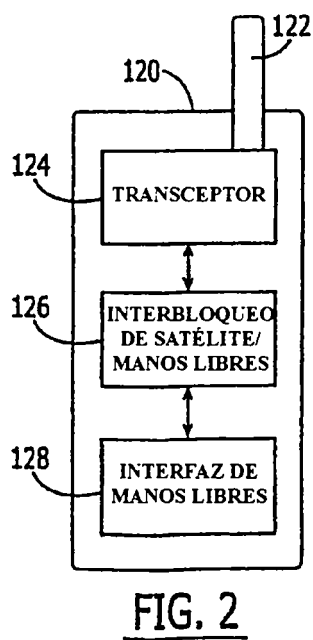 122
120
124
TRANSCEPTOR
126
INTERBLOQUEO
DE SATÉLITE/
MANOS LIBRES
128
INTERFAZ DE
MANOS LIBRES
FIG. 2